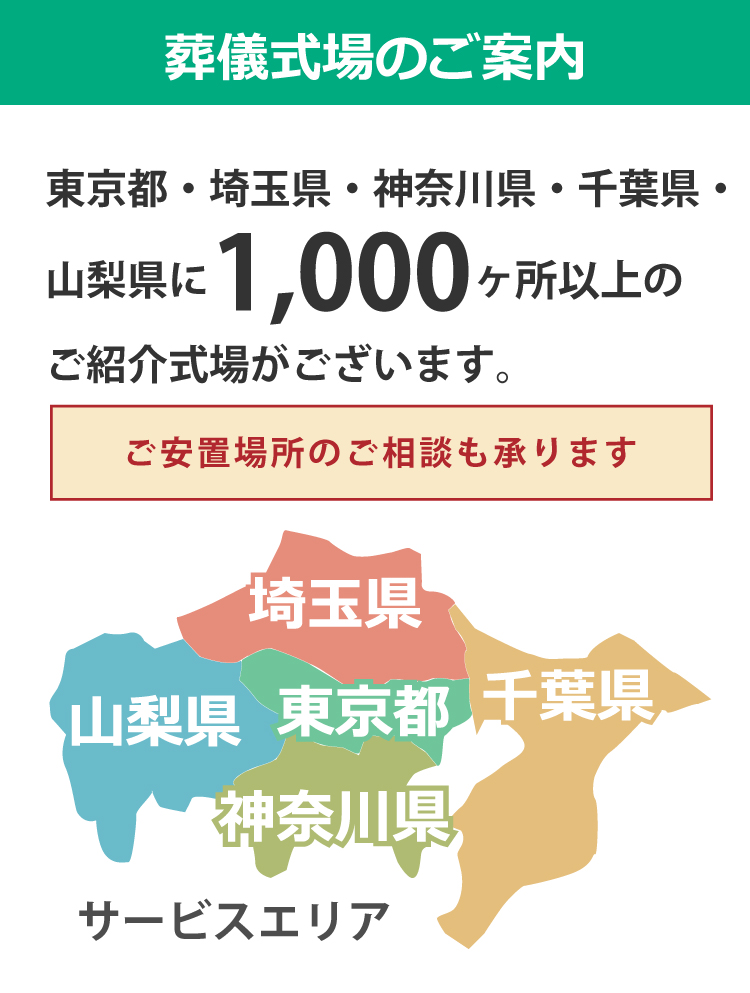 葬儀式場のご案内
東京都・埼玉県・神奈川県・千葉県・
山梨県に1,000ヶ所以上の
ご紹介式場がございます。
ご安置場所のご相談も承ります
埼玉県
山梨県
東京都
千葉県
神奈川県
サービスエリア